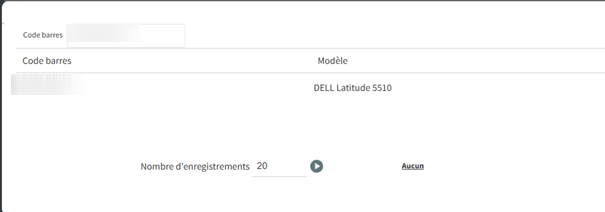 Code barres
Code barres Modèle
DELL Latitude 5510
Nombre d'enregistrements 20 Aucun